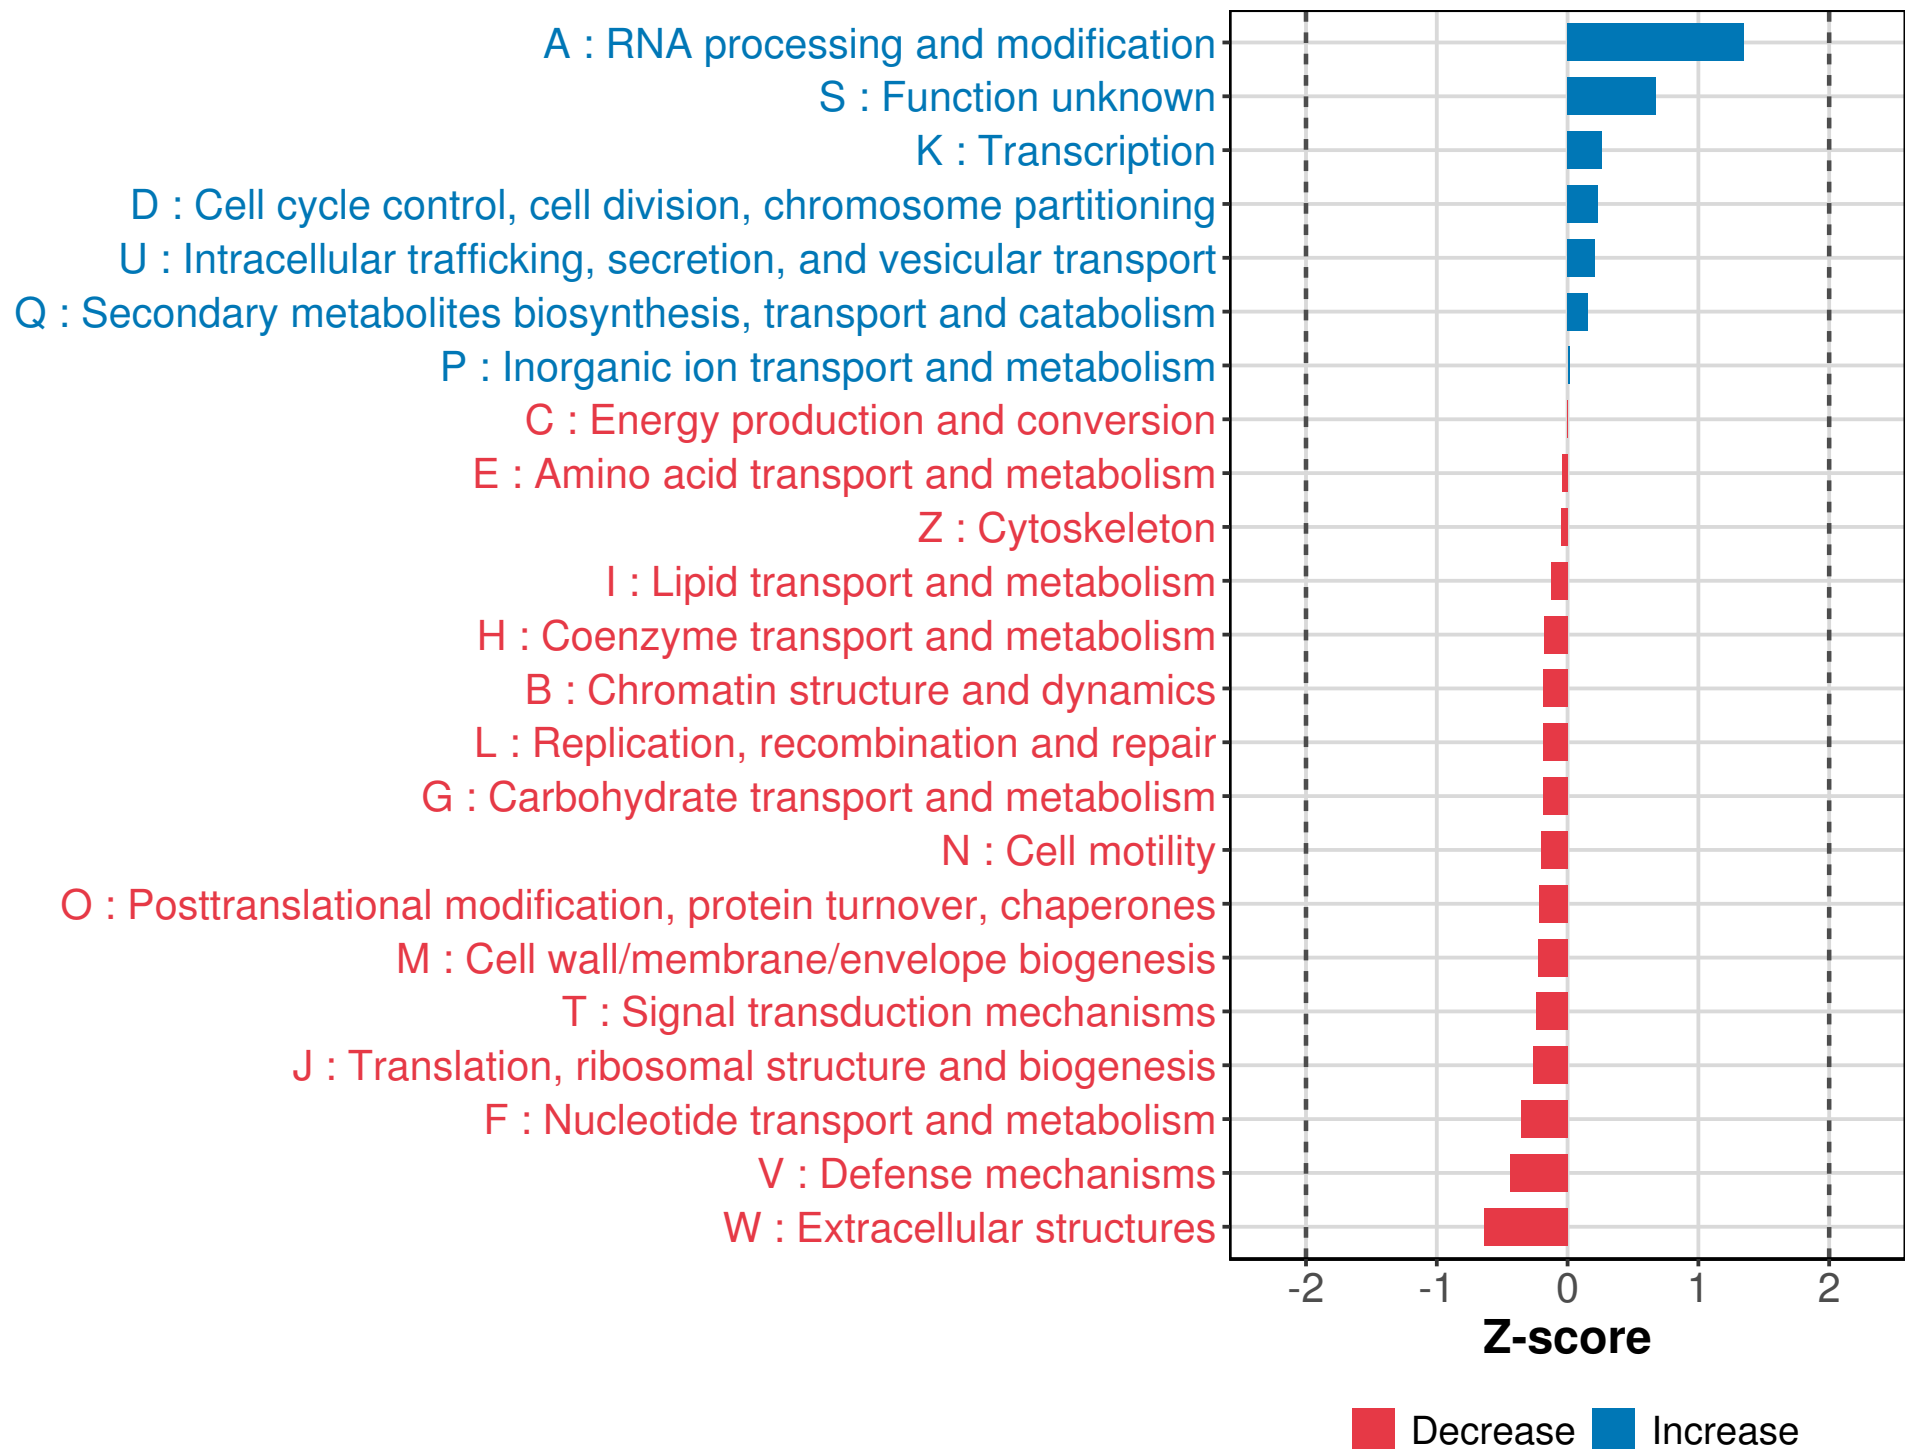 A : RNA processing and modification
S : Function unknown
K : Transcription
D : Cell cycle control, cell division, chromosome partitioning
U : Intracellular trafficking, secretion, and vesicular transport
Q : Secondary metabolites biosynthesis, transport and catabolism
P : Inorganic ion transport and metabolism
C : Energy production and conversion
E : Amino acid transport and metabolism
Z : Cytoskeleton
I : Lipid transport and metabolism
H : Coenzyme transport and metabolism
B : Chromatin structure and dynamics
L : Replication, recombination and repair
G : Carbohydrate transport and metabolism
N : Cell motility
O : Posttranslational modification, protein turnover, chaperones
M : Cell wall/membrane/envelope biogenesis
T : Signal transduction mechanisms
J : Translation, ribosomal structure and biogenesis
F : Nucleotide transport and metabolism
V : Defense mechanisms
W : Extracellular structures
-2 -1 0 1 2
Z-score
Decrease Increase